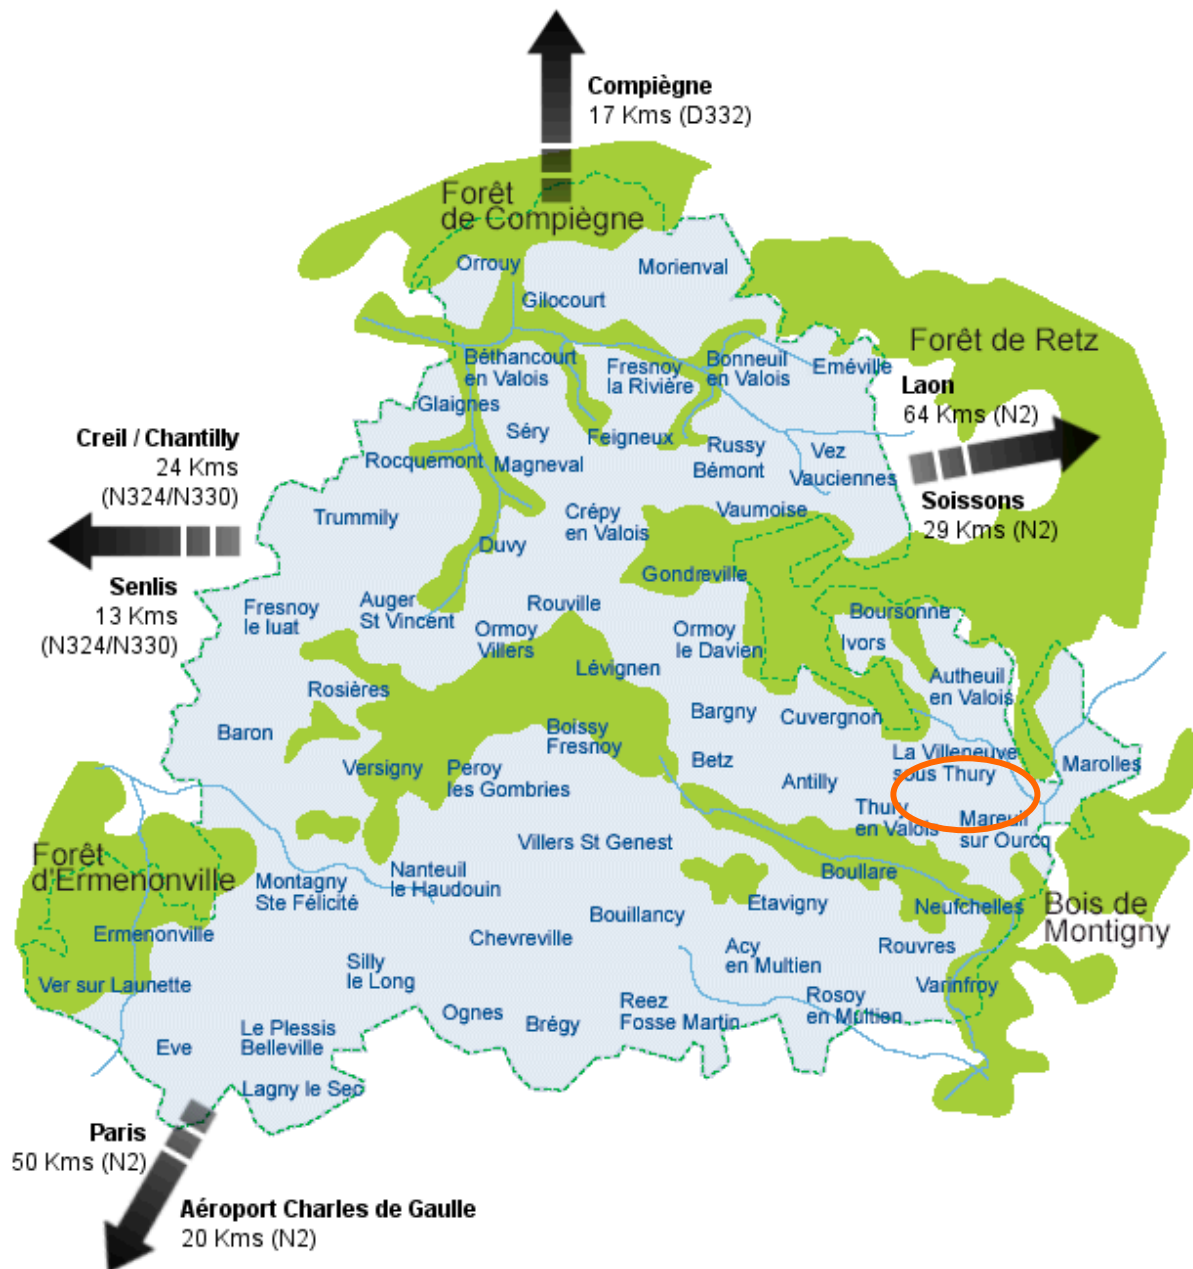 Compiègne
17 Kms (D332)
Forêt
de Compiègne
Orrouy
Morienval
Gilocourt
Forêt de Retz
Béthancourt
en Valois
Fresnoy
la Rivière
Bonneuil
en Valois
Eméville
Laon
64 Kms (N2)
Glaignes
Creil / Chantilly
24 Kms
(N324/N330)
Séry
Feigneux
Russy
Bémont
Vez
Vauciennes
Rocquemont
Magneval
Soissons
29 Kms (N2)
Trummily
Crépy
en Valois
Vaumoise
Duvy
Gondreville
Senlis
13 Kms
(N324/N330)
Fresnoy
le luat
Auger
St Vincent
Rouville
Boursonne
Ormoy
Villers
Ormoy
le Davien
Ivors
Lévignen
Autheuil
en Valois
Rosières
Bargny
Cuvergnon
Baron
Boissy
Fresnoy
La Villeneuve
sous Thury
Marolles
Versigny
Peroy
les Gombries
Betz
Antilly
Thury
en Valois
Mareuil
sur Ourcq
Villers St Genest
Forêt
d'Ermenonville
Montagny
Ste Félicité
Nanteuil
le Haudouin
Boullare
Etavigny
Neufchelles
Bois de
Montigny
Bouillancy
Ermenonville
Chevreville
Acy
en Multien
Rouvres
Silly
le Long
Ver sur Launette
Varinfroy
Ognes
Brégy
Reez
Fosse Martin
Rosoy
en Multien
Eve
Le Plessis
Belleville
Lagny le Sec
Paris
50 Kms (N2)
Aéroport Charles de Gaulle
20 Kms (N2)